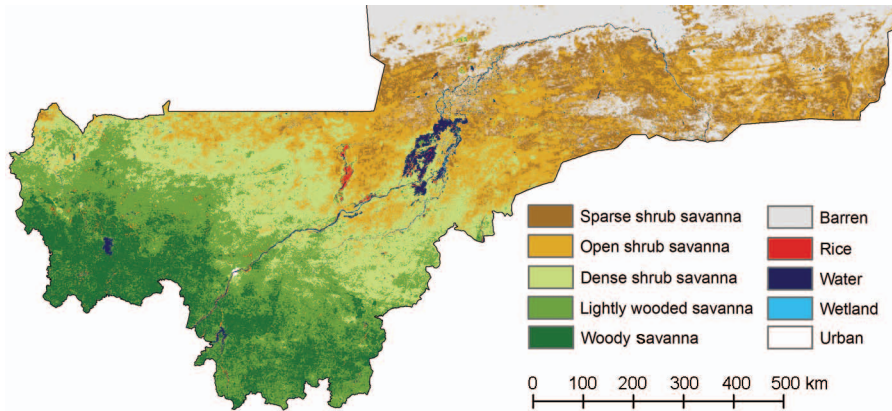 Sparse shrub savanna
Open shrub savanna
Dense shrub savanna
Lightly wooded savanna
Woody savanna
Barren
Rice
Water
Wetland
Urban
0 100 200 300 400 500 km